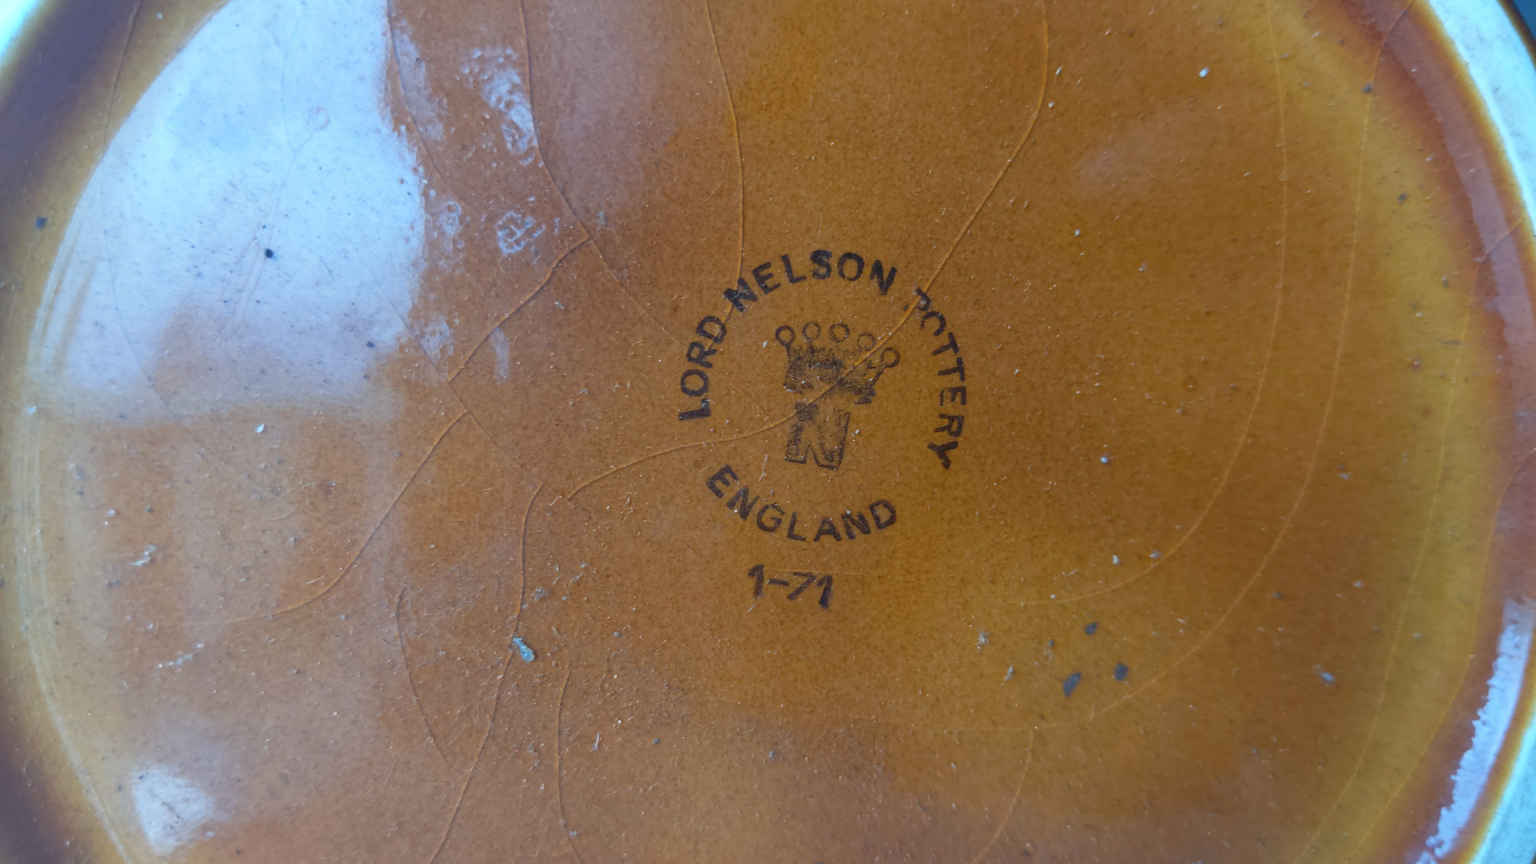 LORD NELSON POTTERY
N
ENGLAND
1-71